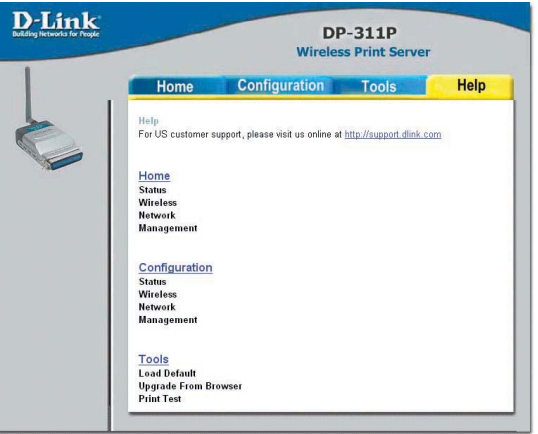 D-Link
Building Networks for People
DP-311P
Wireless Print Server
Home Configuration Tools Help
Help
For US customer support, please visit us online at http://support.dlink.com
Home
Status
Wireless
Network
Management
Configuration
Status
Wireless
Network
Management
Tools
Load Default
Upgrade From Browser
Print Test